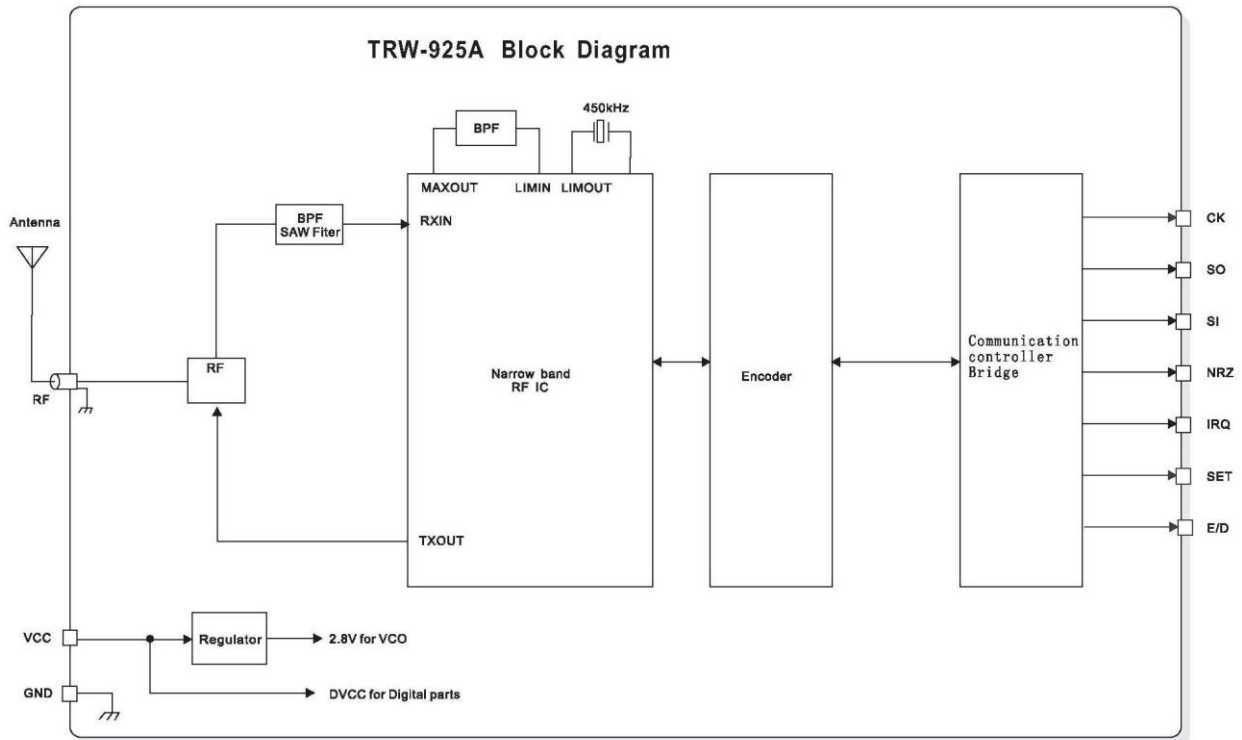 TRW-925A Block Diagram
450kHz
BPF
MAXOUT
LIMIN
LIMOUT
BPF
SAW Fiter
RXIN
Antenna
RF
RF
Narrow band
RF IC
Encoder
Communication
controller
Bridge
CK
SO
SI
NRZ
IRQ
SET
E/D
TXOUT
VCC
Regulator
2.8V for VCO
GND
DVCC for Digital parts